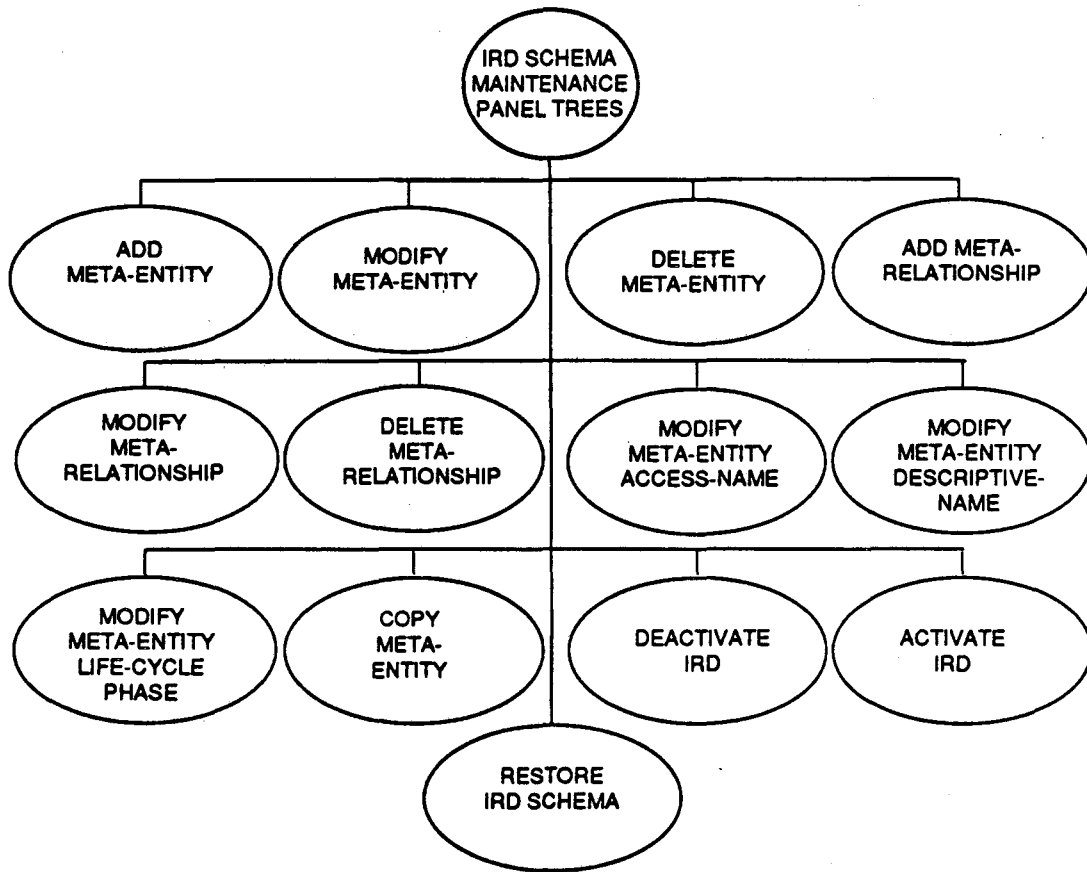 IRD SCHEMA
MAINTENANCE
PANEL TREES
ADD
META-ENTITY
MODIFY
META-ENTITY
DELETE
META-ENTITY
ADD META-
RELATIONSHIP
MODIFY
META-
RELATIONSHIP
DELETE
META-
RELATIONSHIP
MODIFY
META-ENTITY
ACCESS-NAME
MODIFY
META-ENTITY
DESCRIPTIVE-
NAME
MODIFY
META-ENTITY
LIFE-CYCLE
PHASE
COPY
META-
ENTITY
DEACTIVATE
IRD
ACTIVATE
IRD
RESTORE
IRD SCHEMA